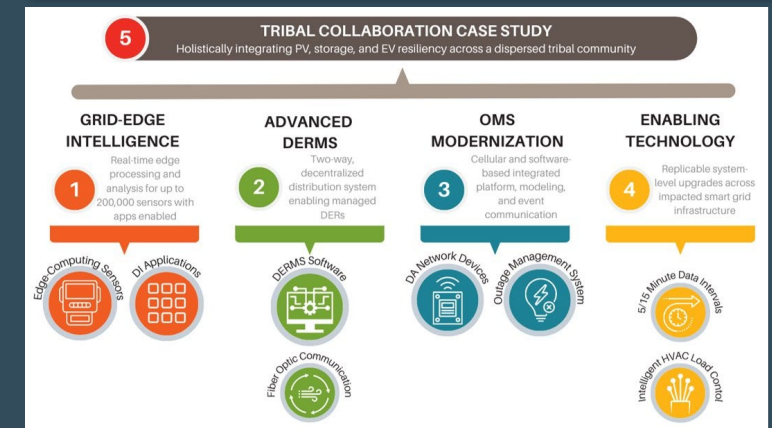 5
TRIBAL COLLABORATION CASE STUDY
Holistically integrating PV, storage, and EV resiliency across a dispersed tribal community
GRID-EDGE
INTELLIGENCE
1
Real-time edge
processing and
analysis for up to
200,000 sensors with
apps enabled
Edge-Computing Sensors
DI Applications
ADVANCED
DERMS
2
Two-way,
decentralized
distribution system
enabling managed
DERs
DERMS Software
Fiber Optic Communication
OMS
MODERNIZATION
3
Cellular and software-
based integrated
platform, modeling,
and event
communication
DA Network Devices
Outage Management System
ENABLING
TECHNOLOGY
4
Replicable system-
level upgrades across
impacted smart grid
infrastructure
5/15 Minute Data Intervals
Intelligent HVAC Load Contol